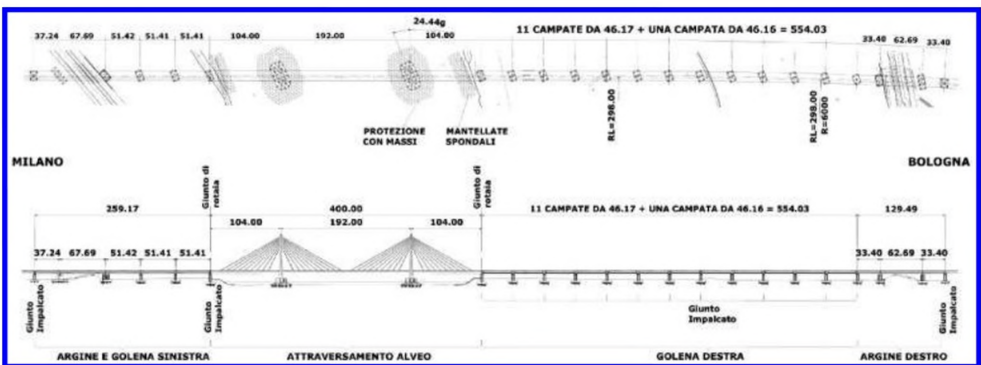 24.44g
37.24 67.69 51.42 51.41 51.41 104.00 192.00 104.00
11 CAMPATE DA 46.17 + UNA CAMPATA DA 46.16 = 554.03
33.40 62.69 33.40
RL=298.00
RL=298.00
R=6000
PROTEZIONE
CON MASSI
MANTELLATE
SPONDALI
MILANO
BOLOGNA
Giunto di
rotaia
Giunto di
rotaia
259.17
400.00
11 CAMPATE DA 46.17 + UNA CAMPATA DA 46.16 = 554.03
129.49
104.00 192.00 104.00
37.24 67.69 51.42 51.41 51.41
33.40 62.69 33.40
Giunto
Impalcato
Giunto
Impalcato
Giunto
Impalcato
Giunto
Impalcato
ARGINE E GOLENA SINISTRA
ATTRAVERSAMENTO ALVEO
GOLENA DESTRA
ARGINE DESTRO